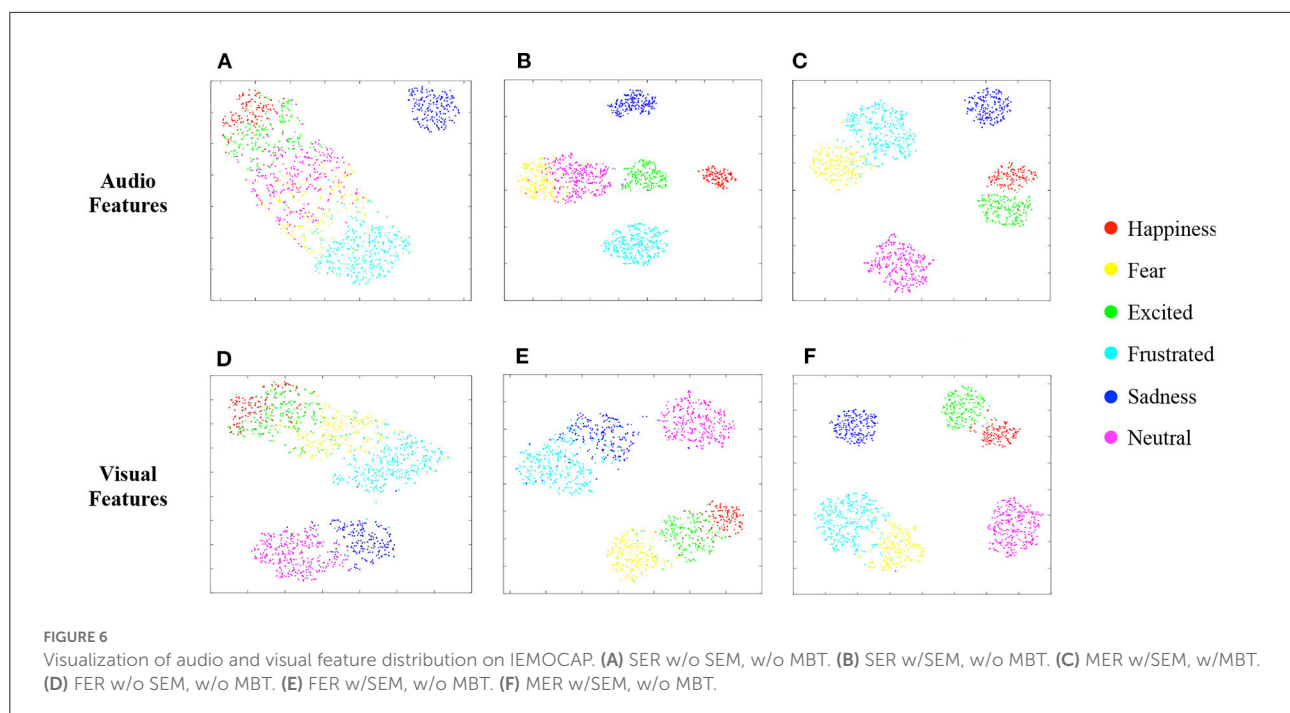 A
B
C
Audio
Features
Happiness
Fear
Excited
Frustrated
Sadness
Neutral
D
E
F
Visual
Features
FIGURE 6
Visualization of audio and visual feature distribution on IEMOCAP. (A) SER w/o SEM, w/o MBT. (B) SER w/SEM, w/o MBT. (C) MER w/SEM, w/MBT.
(D) FER w/o SEM, w/o MBT. (E) FER w/SEM, w/o MBT. (F) MER w/SEM, w/o MBT.